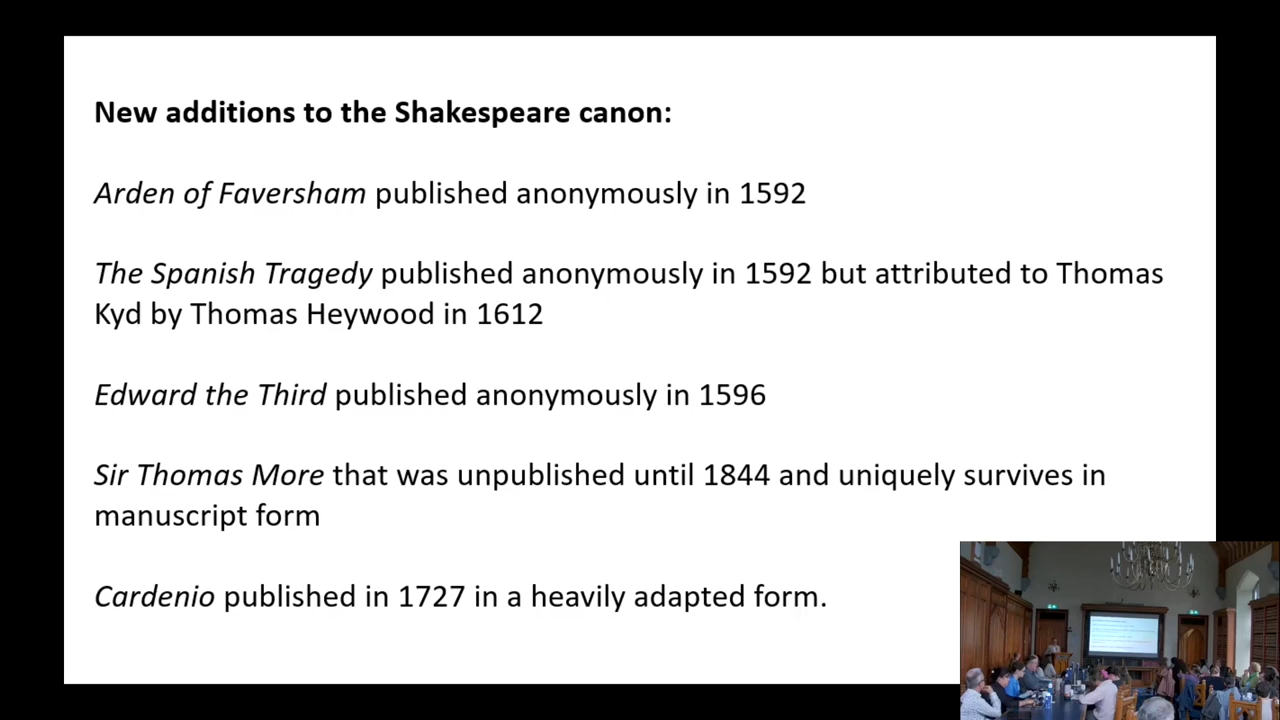 New additions to the Shakespeare canon:
Arden of Faversham published anonymously in 1592
The Spanish Tragedy published anonymously in 1592 but attributed to Thomas
Kyd by Thomas Heywood in 1612
Edward the Third published anonymously in 1596
Sir Thomas More that was unpublished until 1844 and uniquely survives in
manuscript form
Cardenio published in 1727 in a heavily adapted form.